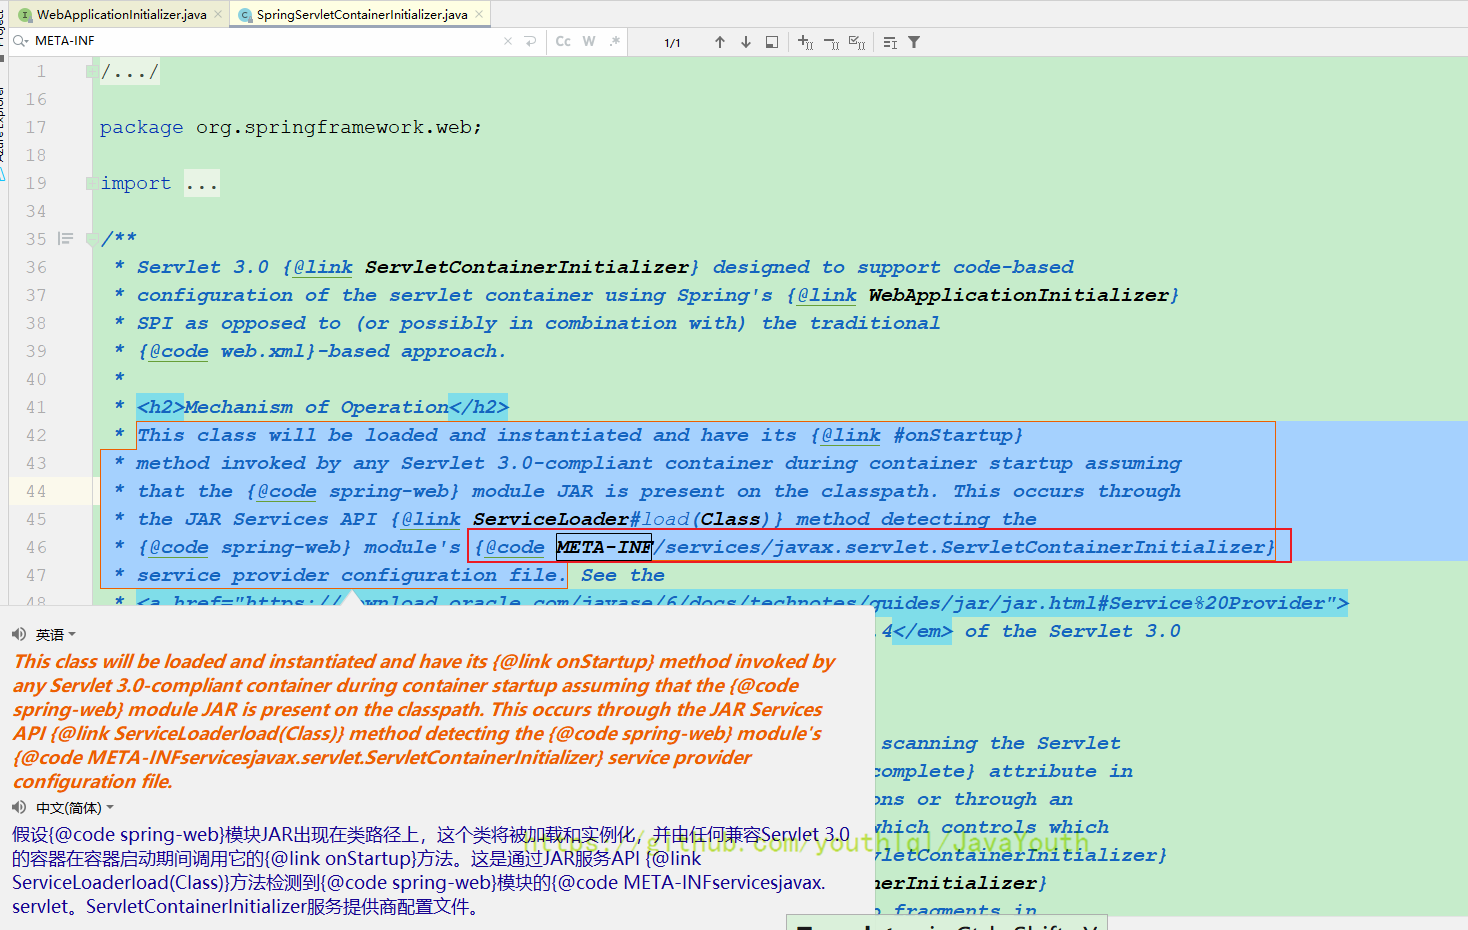 WebApplicationInitializer.java
SpringServletContainerInitializer.java
META-INF
Cc W .*
1/1
1 /.../
16
17 package org.springframework.web;
18
19 import ...
34
35 /**
36 * Servlet 3.0 {@link ServletContainerInitializer} designed to support code-based
37 * configuration of the servlet container using Spring's {@link WebApplicationInitializer}
38 * SPI as opposed to (or possibly in combination with) the traditional
39 * {@code web.xml}-based approach.
40 *
41 * <h2>Mechanism of Operation</h2>
42 * This class will be loaded and instantiated and have its {@link #onStartup}
43 * method invoked by any Servlet 3.0-compliant container during container startup assuming
44 * that the {@code spring-web} module JAR is present on the classpath. This occurs through
45 * the JAR Services API {@link ServiceLoader#load(Class)} method detecting the
46 * {@code spring-web} module's {@code META-INF/services/javax.servlet.ServletContainerInitializer}
47 * service provider configuration file. See the
48 * <a href="https://download.oracle.com/javase/6/docs/technotes/guides/jar/jar.html#Service%20Provider">
4</em> of the Servlet 3.0
scanning the Servlet
complete} attribute in
ns or through an
which controls which
vletContainerInitializer}
nerInitializer}
fragments in
英语
This class will be loaded and instantiated and have its {@link onStartup} method invoked by
any Servlet 3.0-compliant container during container startup assuming that the {@code
spring-web} module JAR is present on the classpath. This occurs through the JAR Services
API {@link ServiceLoaderload(Class)} method detecting the {@code spring-web} module's
{@code META-INFservicesjavax.servlet.ServletContainerInitializer} service provider
configuration file.
中文(简体)
假设{@code spring-web}模块JAR出现在类路径上，这个类将被加载和实例化，并由任何兼容Servlet 3.0
的容器在容器启动期间调用它的{@link onStartup}方法。这是通过JAR服务API {@link
ServiceLoaderload(Class)}方法检测到{@code spring-web}模块的{@code META-INFservicesjavax.
servlet。ServletContainerInitializer服务提供商配置文件。
https://github.com/youthlql/JavaYouth